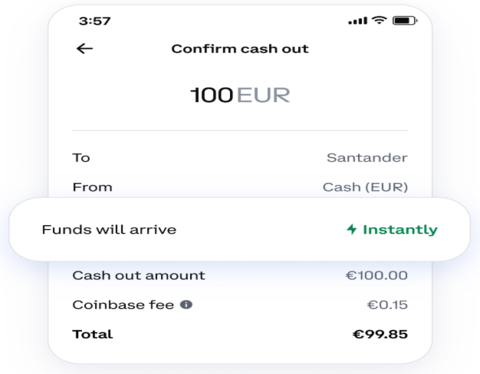 3:57
Confirm cash out
100 EUR
To Santander
From Cash (EUR)
Funds will arrive Instantly
Cash out amount €100.00
Coinbase fee €0.15
Total €99.85